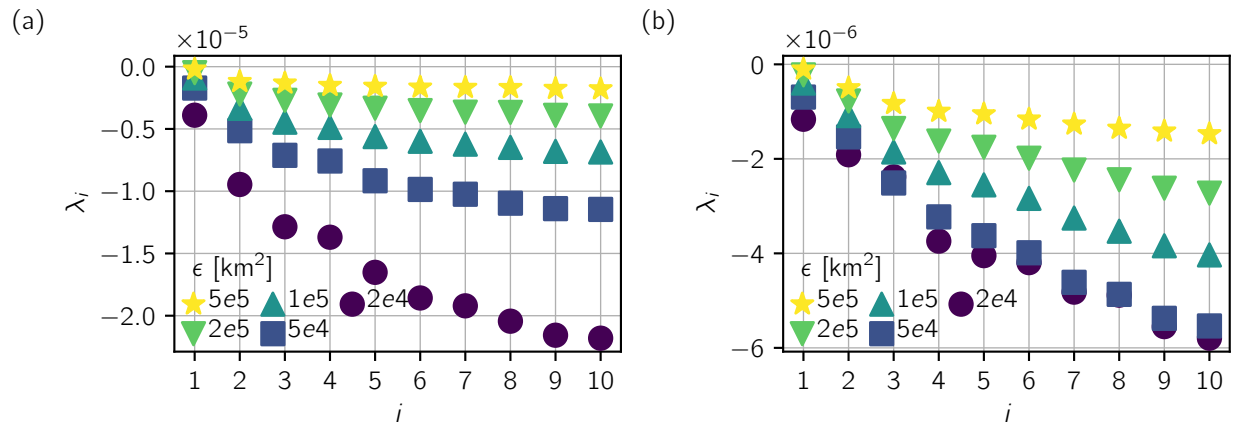 (a)
×10⁻⁵
0.0
−0.5
−1.0
−1.5
−2.0
λᵢ
ϵ [km²]
5e5 1e5 2e4
2e5 5e4
1 2 3 4 5 6 7 8 9 10
i
(b)
×10⁻⁶
0
−2
−4
−6
λᵢ
ϵ [km²]
5e5 1e5 2e4
2e5 5e4
1 2 3 4 5 6 7 8 9 10
i